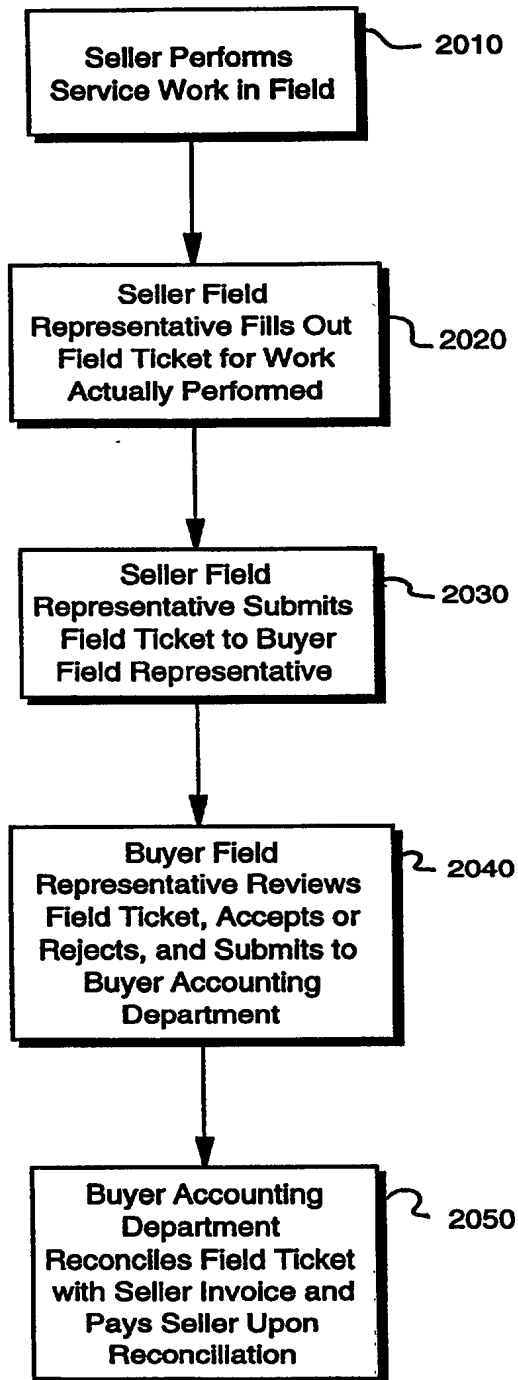 Seller Performs
Service Work in Field
2010
Seller Field
Representative Fills Out
Field Ticket for Work
Actually Performed
2020
Seller Field
Representative Submits
Field Ticket to Buyer
Field Representative
2030
Buyer Field
Representative Reviews
Field Ticket, Accepts or
Rejects, and Submits to
Buyer Accounting
Department
2040
Buyer Accounting
Department
Reconciles Field Ticket
with Seller Invoice and
Pays Seller Upon
Reconciliation
2050